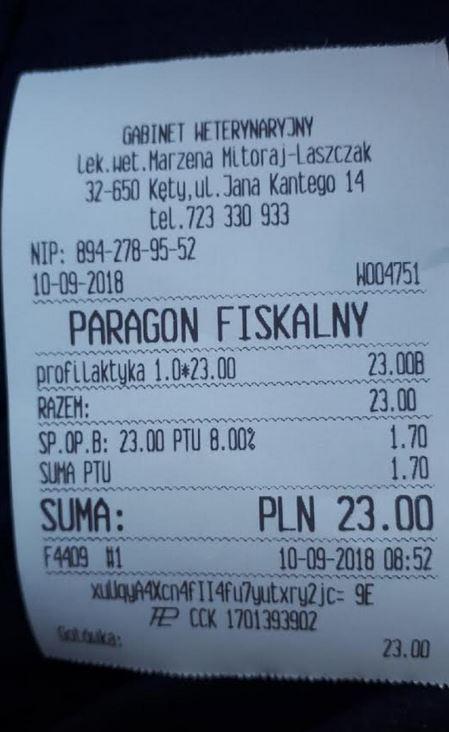 GABINET WETERYNARYJNY
Lek.wet.Marzena Mitoraj-Laszczak
32-650 Kęty,ul.Jana Kantego 14
tel.723 330 933
NIP: 894-278-95-52
10-09-2018 W004751
PARAGON FISKALNY
profilaktyka 1.0*23.00 23.00B
RAZEM: 23.00
SP.OP.B: 23.00 PTU 8.00% 1.70
SUMA PTU 1.70
SUMA: PLN 23.00
F4409 #1 10-09-2018 08:52
xuUqyA4Xcn4fII4fu7yutxry2jc= 9E
CCK 1701393902
Gotówka: 23.00